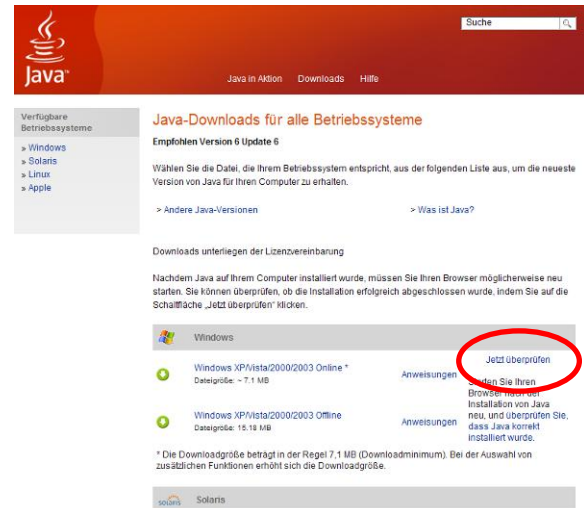 Suche
Java™
Java in Aktion Downloads Hilfe
Verfügbare
Betriebssysteme
» Windows
» Solaris
» Linux
» Apple
Java-Downloads für alle Betriebssysteme
Empfohlen Version 6 Update 6
Wählen Sie die Datei, die Ihrem Betriebssystem entspricht, aus der folgenden Liste aus, um die neueste
Version von Java für Ihren Computer zu erhalten.
> Andere Java-Versionen > Was ist Java?
Downloads unterliegen der Lizenzvereinbarung
Nachdem Java auf Ihrem Computer installiert wurde, müssen Sie Ihren Browser möglicherweise neu
starten. Sie können überprüfen, ob die Installation erfolgreich abgeschlossen wurde, indem Sie auf die
Schaltfläche „Jetzt überprüfen“ klicken.
Windows
Windows XP/Vista/2000/2003 Online * Anweisungen
Dateigröße: ~ 7.1 MB
Windows XP/Vista/2000/2003 Offline Anweisungen
Dateigröße: 15.18 MB
Jetzt überprüfen
Sie Ihren
Browser nach der
Installation von Java
neu, und überprüfen Sie,
dass Java korrekt
installiert wurde.
* Die Downloadgröße beträgt in der Regel 7,1 MB (Downloadminimum). Bei der Auswahl von
zusätzlichen Funktionen erhöht sich die Downloadgröße.
solaris Solaris